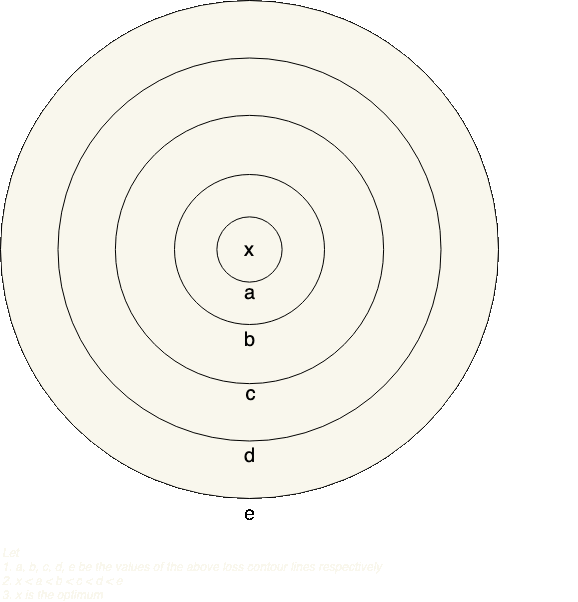 x
a
b
c
d
e
Let
1. a, b, c, d, e be the values of the above loss contour lines respectively
2. x < a < b < c < d < e
3. x is the optimum